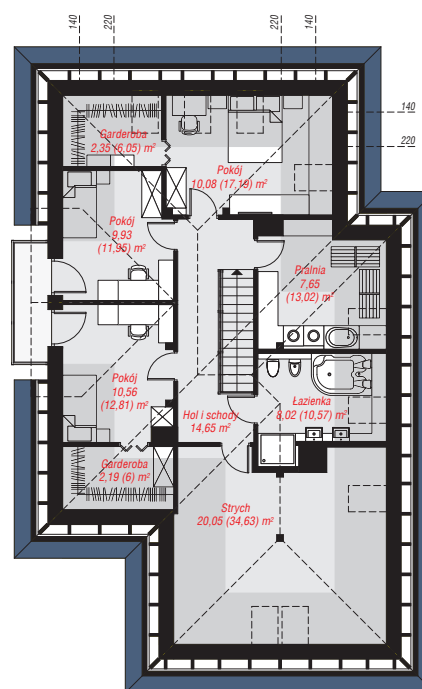 140
220
220
140
140
220
Garderoba
2,35 (6,05) m²
Pokój
10,08 (17,19) m²
Pokój
9,93
(11,95) m²
Pralnia
7,65
(13,02) m²
Pokój
10,56
(12,81) m²
Łazienka
8,02 (10,57) m²
Hol i schody
14,65 m²
Garderoba
2,19 (6) m²
Strych
20,05 (34,63) m²